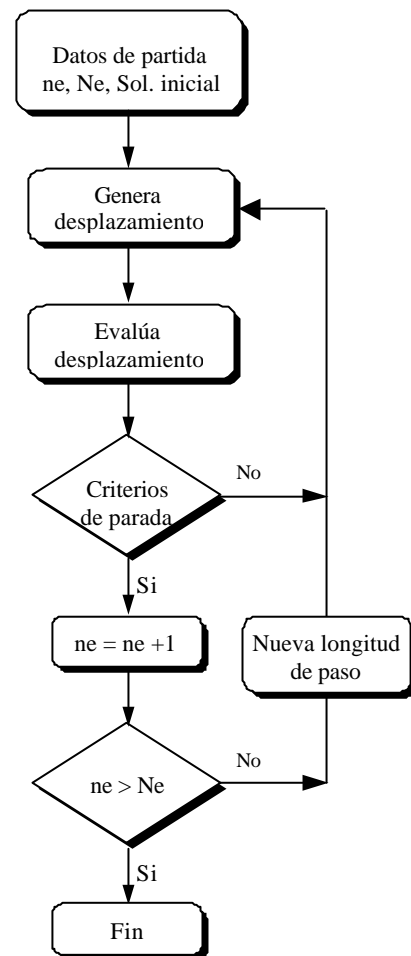 Datos de partida
ne, Ne, Sol. inicial
Genera
desplazamiento
Evalúa
desplazamiento
Criterios
de parada
No
Si
ne = ne +1
Nueva longitud
de paso
ne > Ne
No
Si
Fin